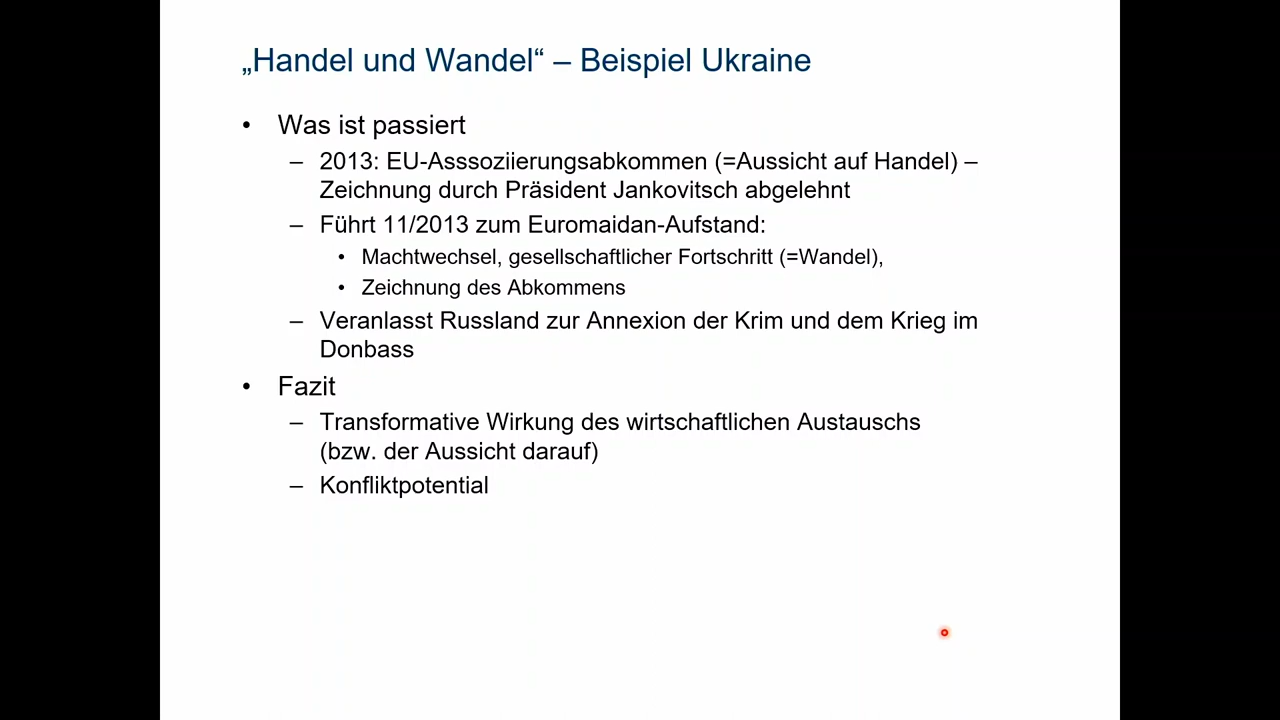 „Handel und Wandel“ – Beispiel Ukraine
• Was ist passiert
– 2013: EU-Asssoziierungsabkommen (=Aussicht auf Handel) –
Zeichnung durch Präsident Jankovitsch abgelehnt
– Führt 11/2013 zum Euromaidan-Aufstand:
• Machtwechsel, gesellschaftlicher Fortschritt (=Wandel),
• Zeichnung des Abkommens
– Veranlasst Russland zur Annexion der Krim und dem Krieg im
Donbass
• Fazit
– Transformative Wirkung des wirtschaftlichen Austauschs
(bzw. der Aussicht darauf)
– Konfliktpotential